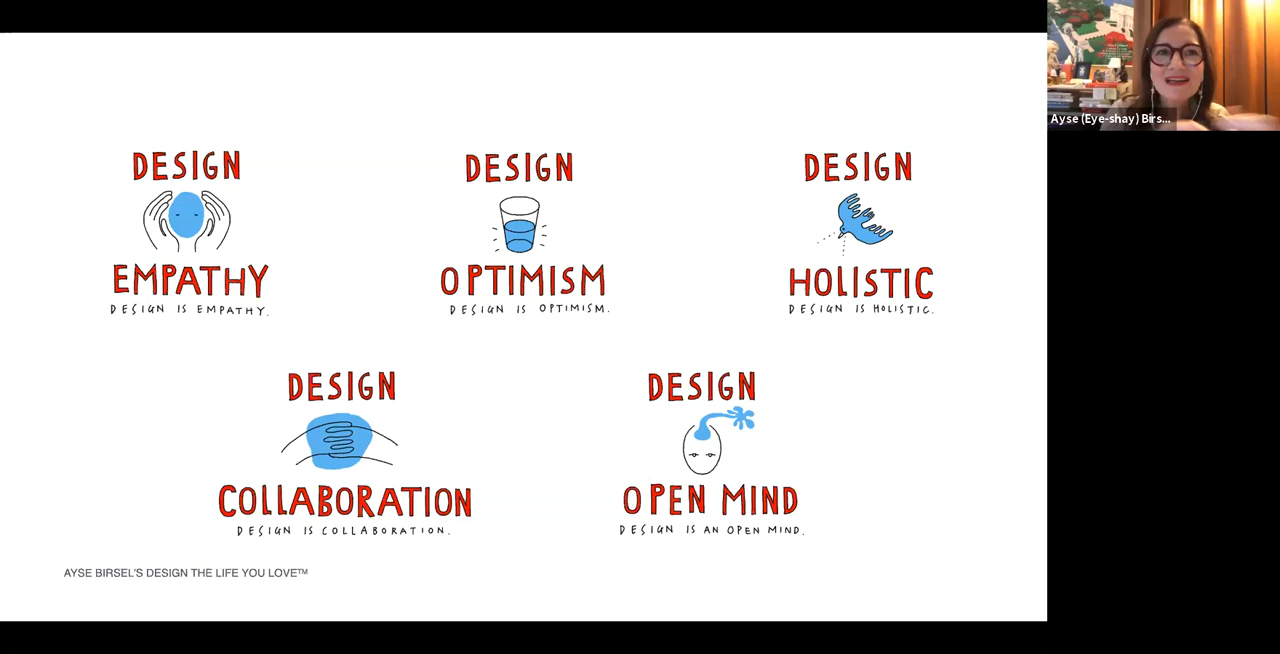 Ayse (Eye-shay) Birs...
DESIGN
EMPATHY
DESIGN IS EMPATHY.
DESIGN
OPTIMISM
DESIGN IS OPTIMISM.
DESIGN
HOLISTIC
DESIGN IS HOLISTIC.
DESIGN
COLLABORATION
DESIGN IS COLLABORATION.
DESIGN
OPEN MIND
DESIGN IS AN OPEN MIND.
AYSE BIRSEL'S DESIGN THE LIFE YOU LOVE™